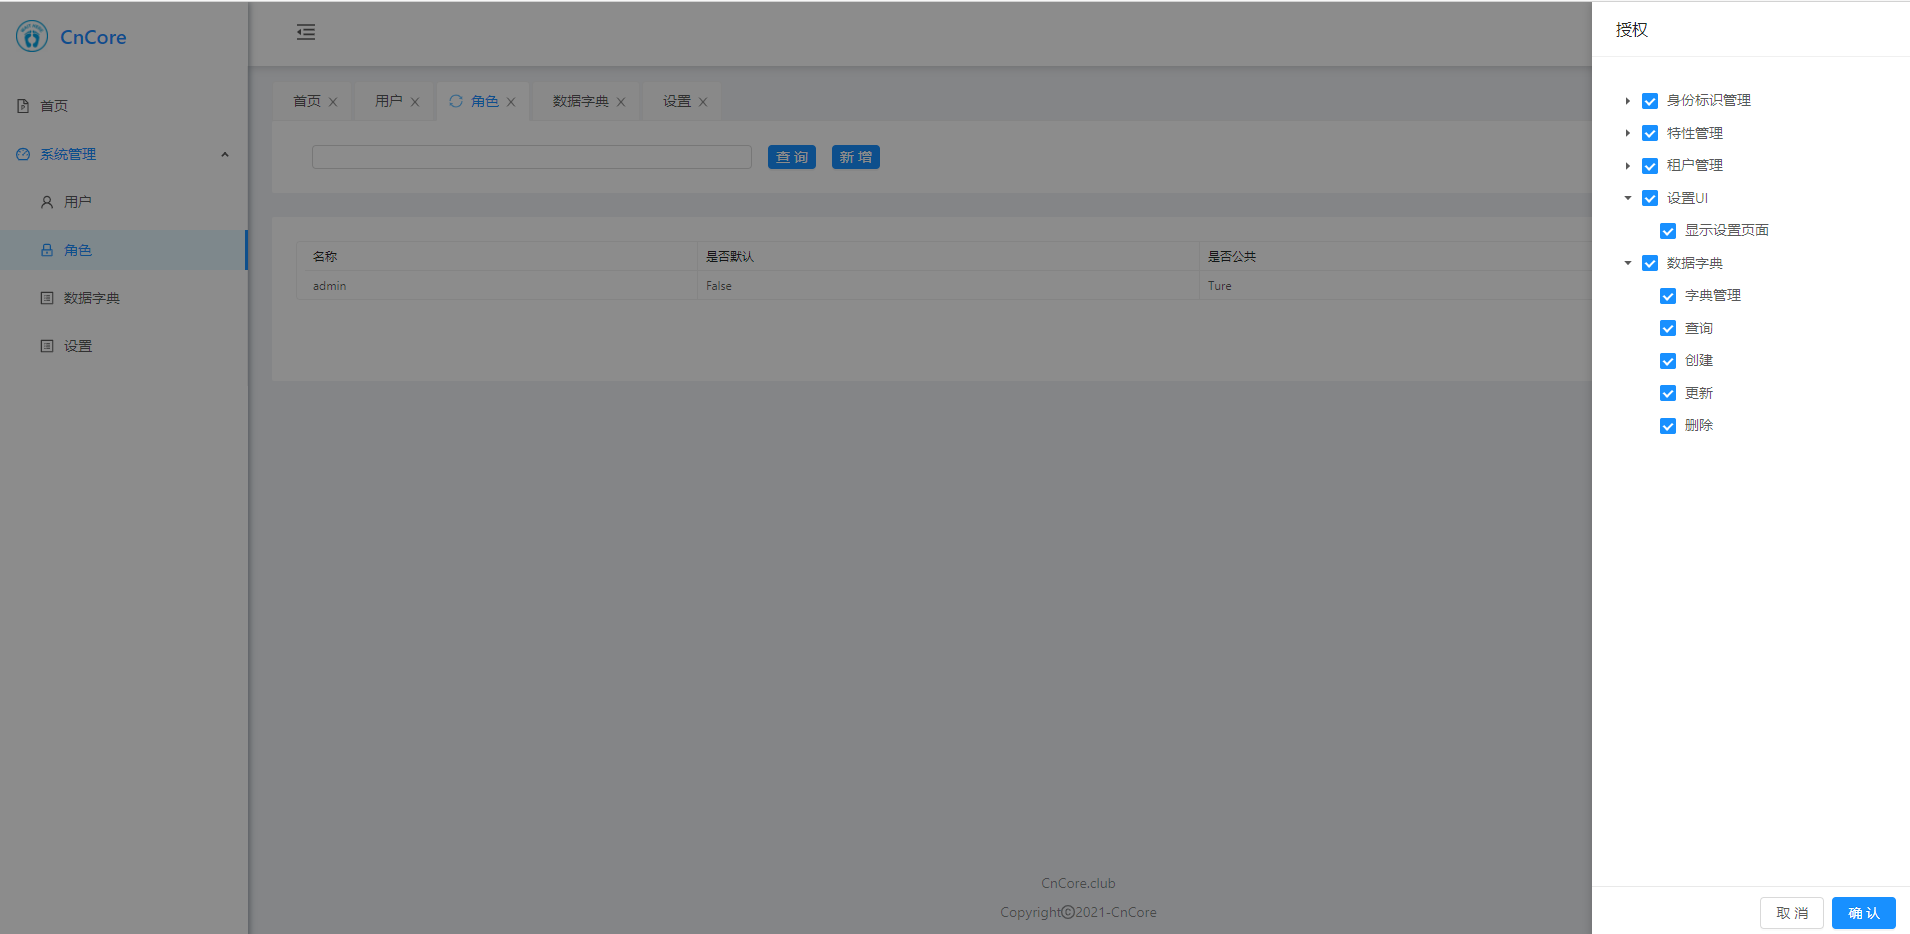 CnCore
首页
系统管理
用户
角色
数据字典
设置
首页 用户 角色 数据字典 设置
查 询 新 增
名称 是否默认 是否公共
admin False Ture
CnCore.club
Copyright©2021-CnCore
授权
身份标识管理
特性管理
租户管理
设置UI
显示设置页面
数据字典
字典管理
查询
创建
更新
删除
取 消 确 认